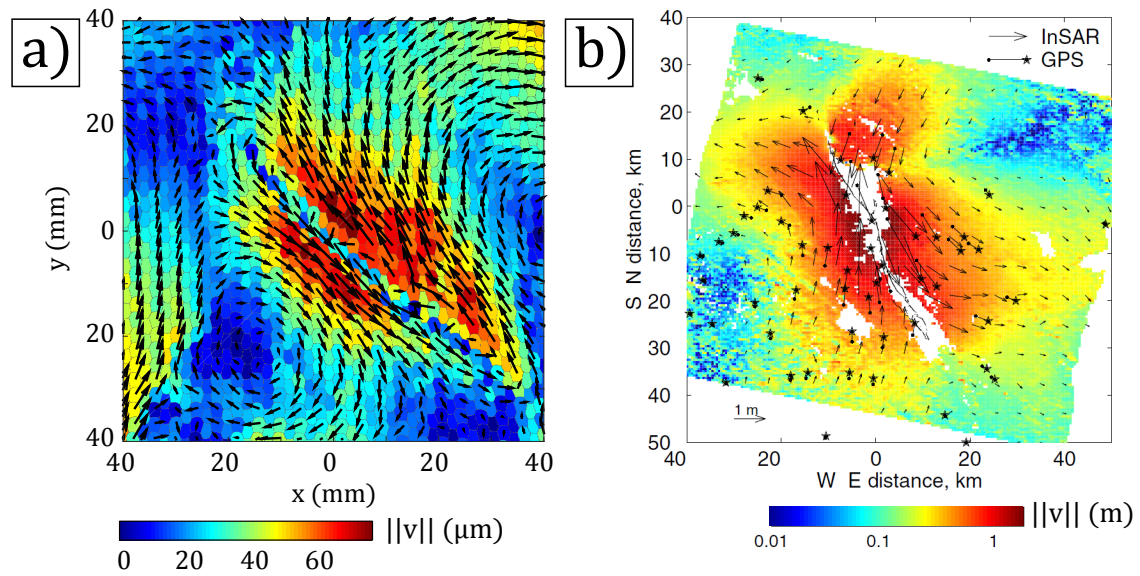 a)
40
20
0
20
40
y (mm)
40 20 0 20 40
x (mm)
0 20 40 60
||v|| (μm)
b)
InSAR
GPS
40
30
20
10
0
10
20
30
40
50
S N distance, km
1 m
40 20 0 20 40
W E distance, km
0.01 0.1 1
||v|| (m)